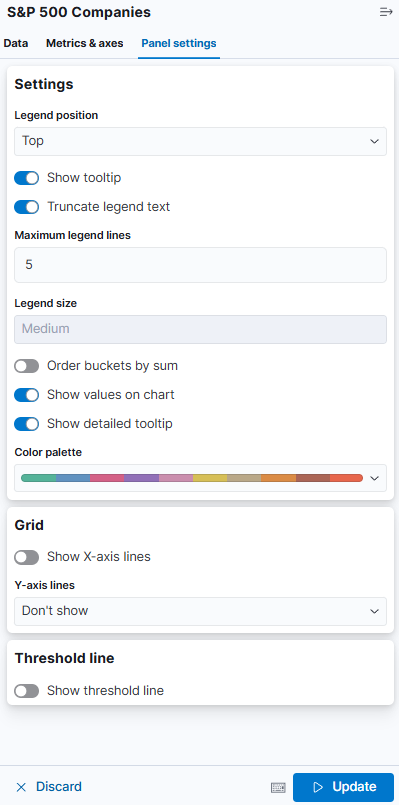 S&P 500 Companies
Data Metrics & axes Panel settings
Settings
Legend position
Top
Show tooltip
Truncate legend text
Maximum legend lines
5
Legend size
Medium
Order buckets by sum
Show values on chart
Show detailed tooltip
Color palette
Grid
Show X-axis lines
Y-axis lines
Don't show
Threshold line
Show threshold line
Discard Update